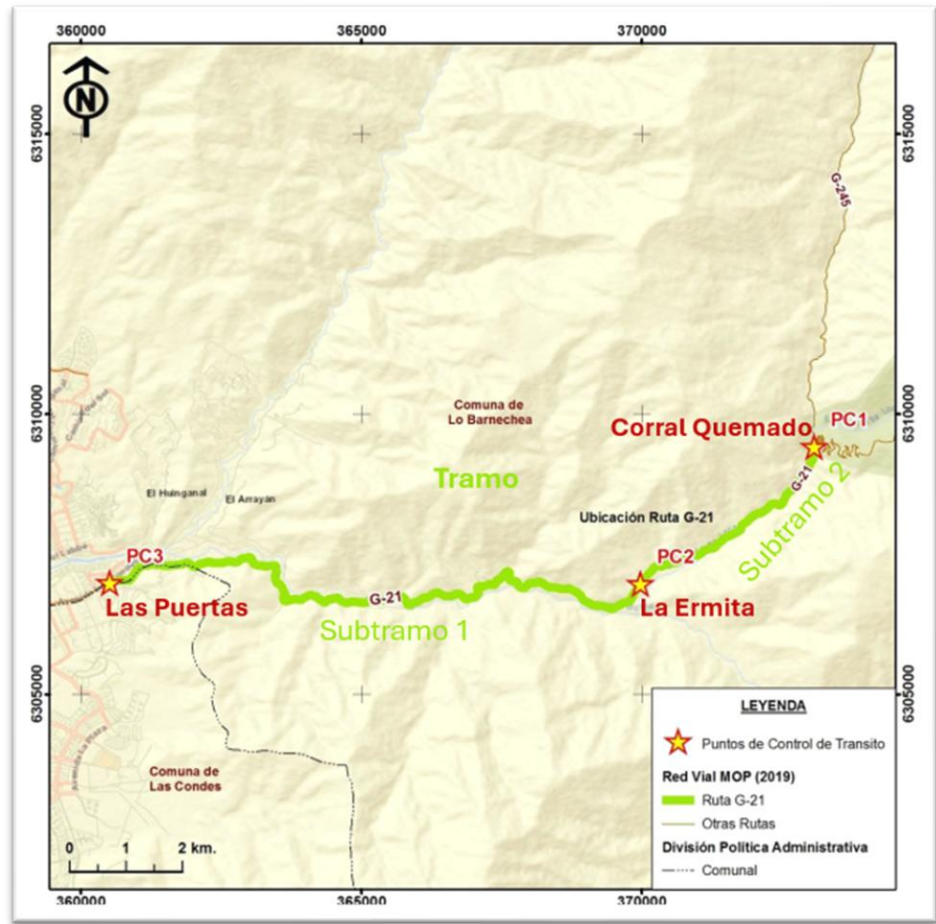 360000
365000
370000
N
6315000
6315000
G-245
6310000
6310000
Comuna de
Lo Barnechea
PC1
Corral Quemado
Tramo
G-21
Subtramo 2
El Huinganal
El Arrayán
Ubicación Ruta G-21
PC3
PC2
Las Puertas
G-21
La Ermita
Subtramo 1
6305000
6305000
LEYENDA
Puntos de Control de Transito
Red Vial MOP (2019)
Ruta G-21
Otras Rutas
División Política Administrativa
Comunal
Comuna de
Las Condes
0 1 2 km.
360000
365000
370000